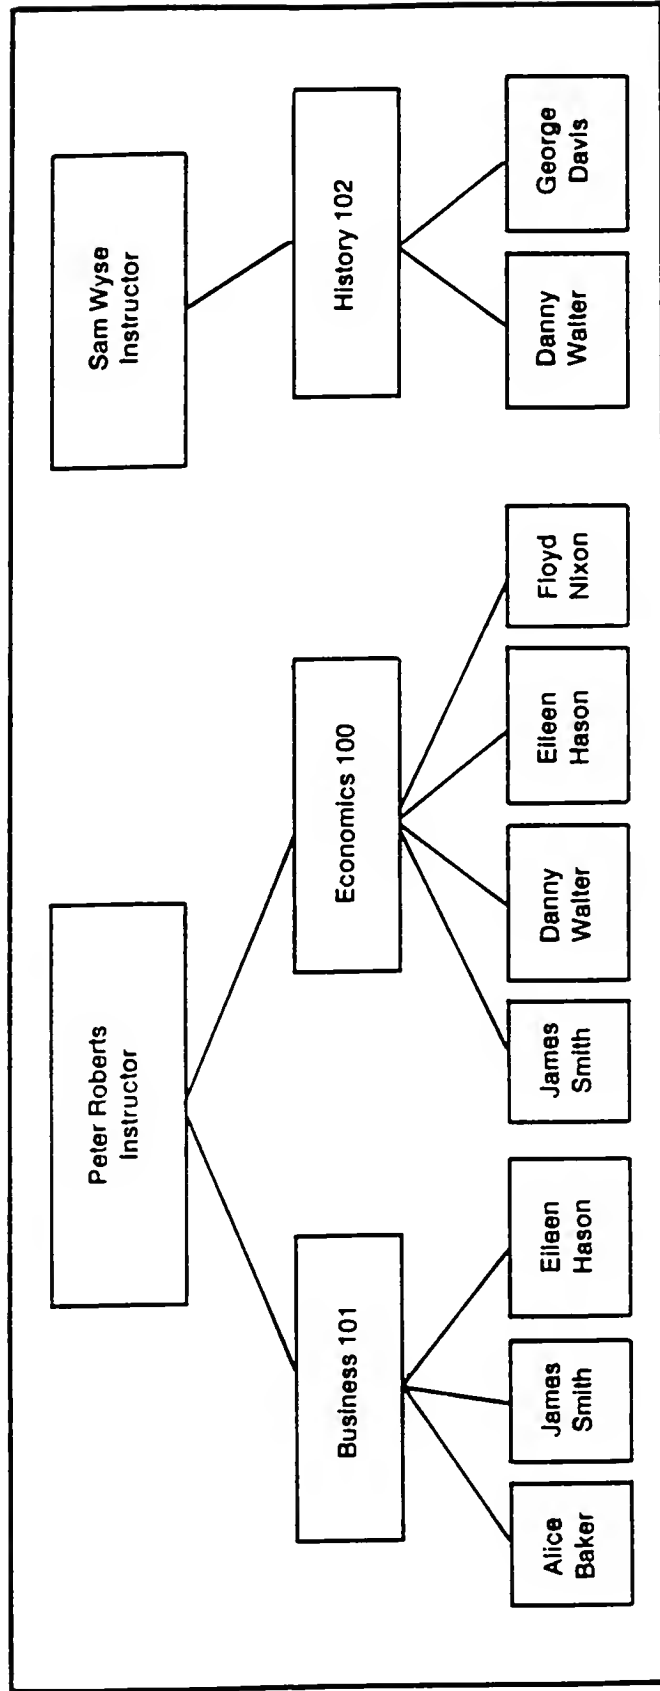 Peter Roberts
Instructor
Sam Wyse
Instructor
Business 101
Economics 100
History 102
Alice
Baker
James
Smith
Eileen
Hason
James
Smith
Danny
Walter
Eileen
Hason
Floyd
Nixon
Danny
Walter
George
Davis